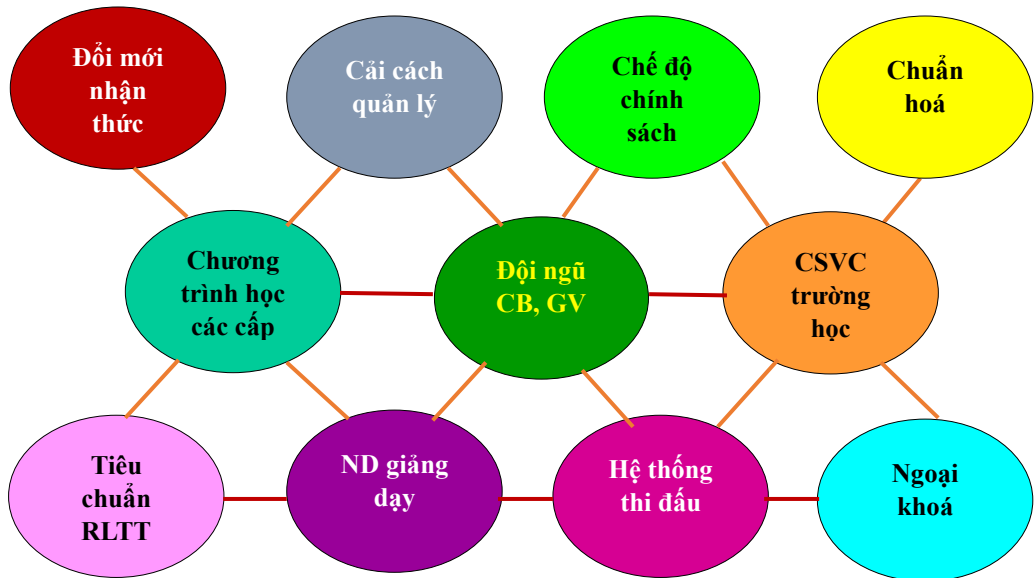 Đổi mới
nhận
thức
Cải cách
quản lý
Chế độ
chính
sách
Chuẩn
hoá
Chương
trình học
các cấp
Đội ngũ
CB, GV
CSVC
trường
học
Tiêu
chuẩn
RLTT
ND giảng
dạy
Hệ thống
thi đấu
Ngoại
khoá